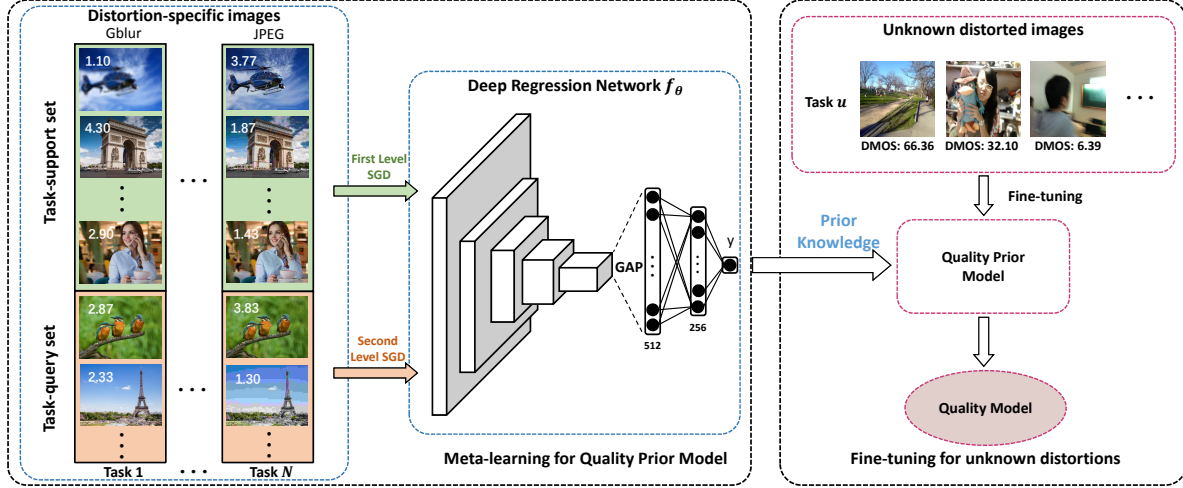 Distortion-specific images
Gblur
JPEG
Task-support set
1.10
3.77
4.30
1.87
2.90
1.43
Task-query set
2.87
3.83
2.33
1.30
Task 1
Task N
First Level
SGD
Second
Level SGD
Deep Regression Network fθ
GAP
512
256
y
Meta-learning for Quality Prior Model
Prior
Knowledge
Unknown distorted images
Task u
DMOS: 66.36
DMOS: 32.10
DMOS: 6.39
Fine-tuning
Quality Prior
Model
Quality Model
Fine-tuning for unknown distortions